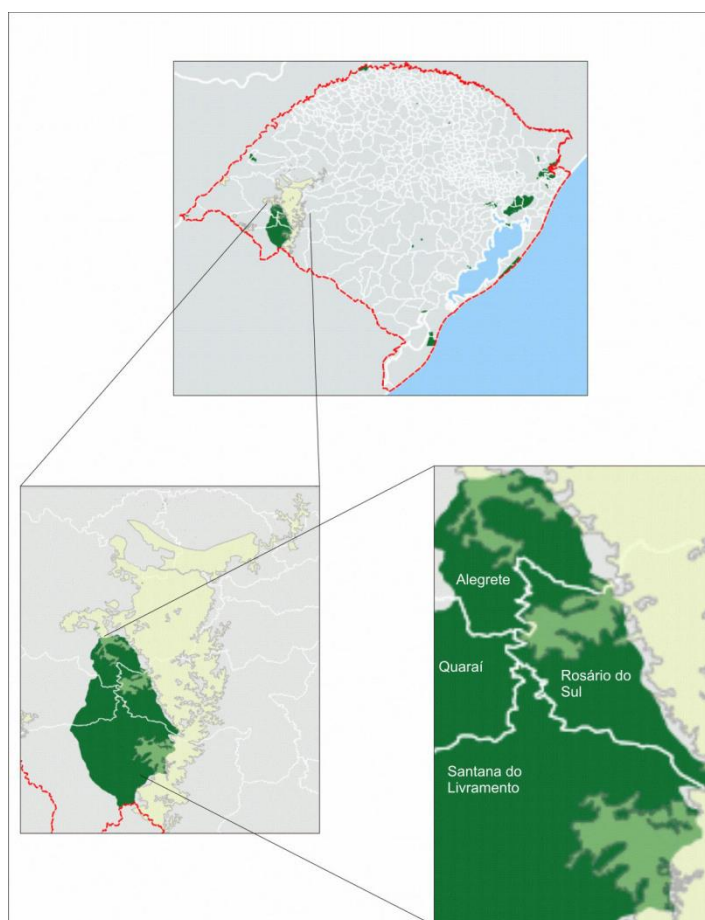 Alegrete
Quaraí
Rosário do
Sul
Santana do
Livramento